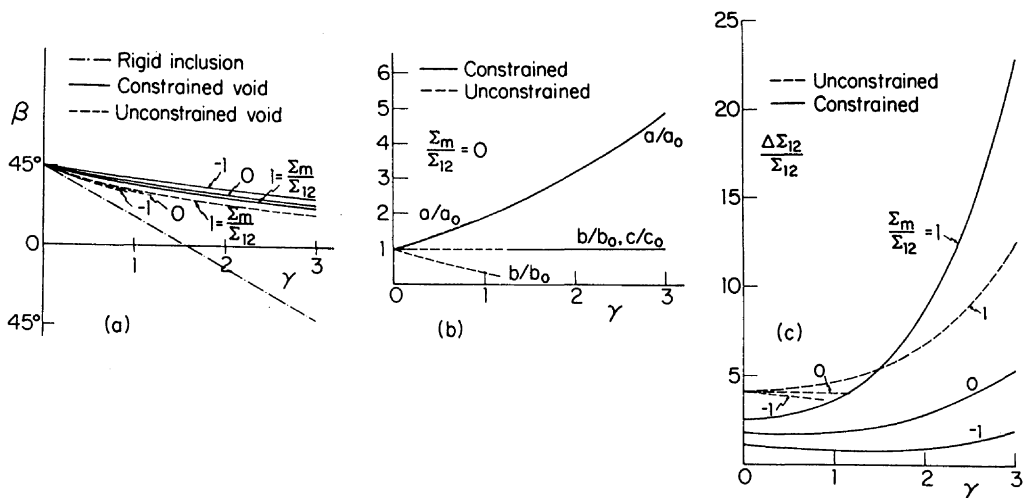 β
45°
0
45°
Rigid inclusion
Constrained void
Unconstrained void
-1
0
1=Σm/Σ12
-1
0
1=Σm/Σ12
1
2
3
γ
(a)
6
5
4
3
2
1
Constrained
Unconstrained
Σm/Σ12=0
a/a0
a/a0
b/b0,c/c0
b/b0
0
1
2
3
γ
(b)
25
20
15
10
5
Unconstrained
Constrained
ΔΣ12/Σ12
Σm/Σ12=1
1
(c)
0
-1
0
-1
0
1
2
3
γ